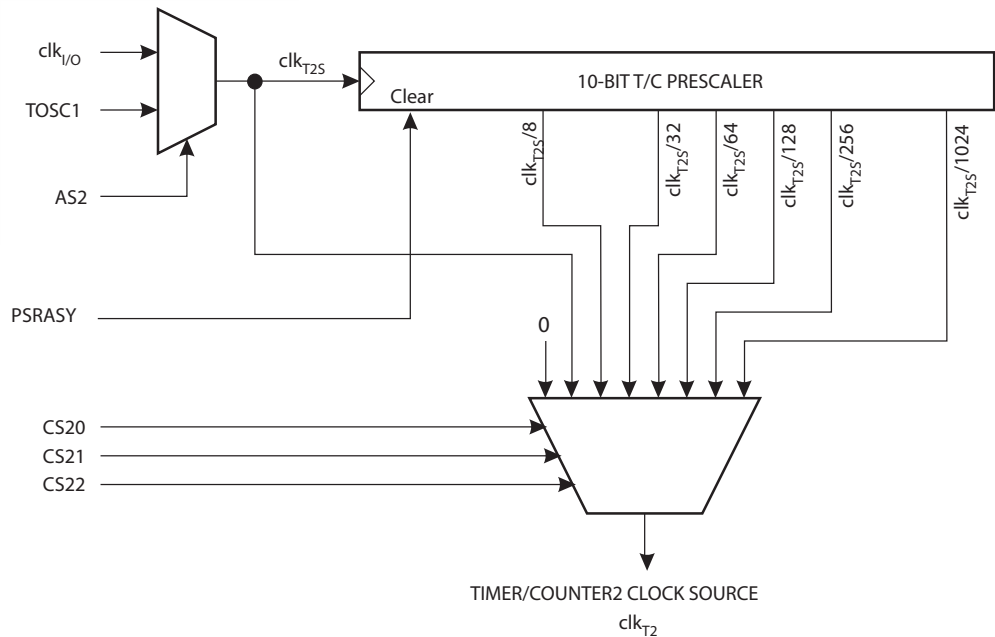 clkI/O
TOSC1
AS2
PSRASY
clkT2S
10-BIT T/C PRESCALER
Clear
clkT2S/8
clkT2S/32
clkT2S/64
clkT2S/128
clkT2S/256
clkT2S/1024
0
CS20
CS21
CS22
TIMER/COUNTER2 CLOCK SOURCE
clkT2